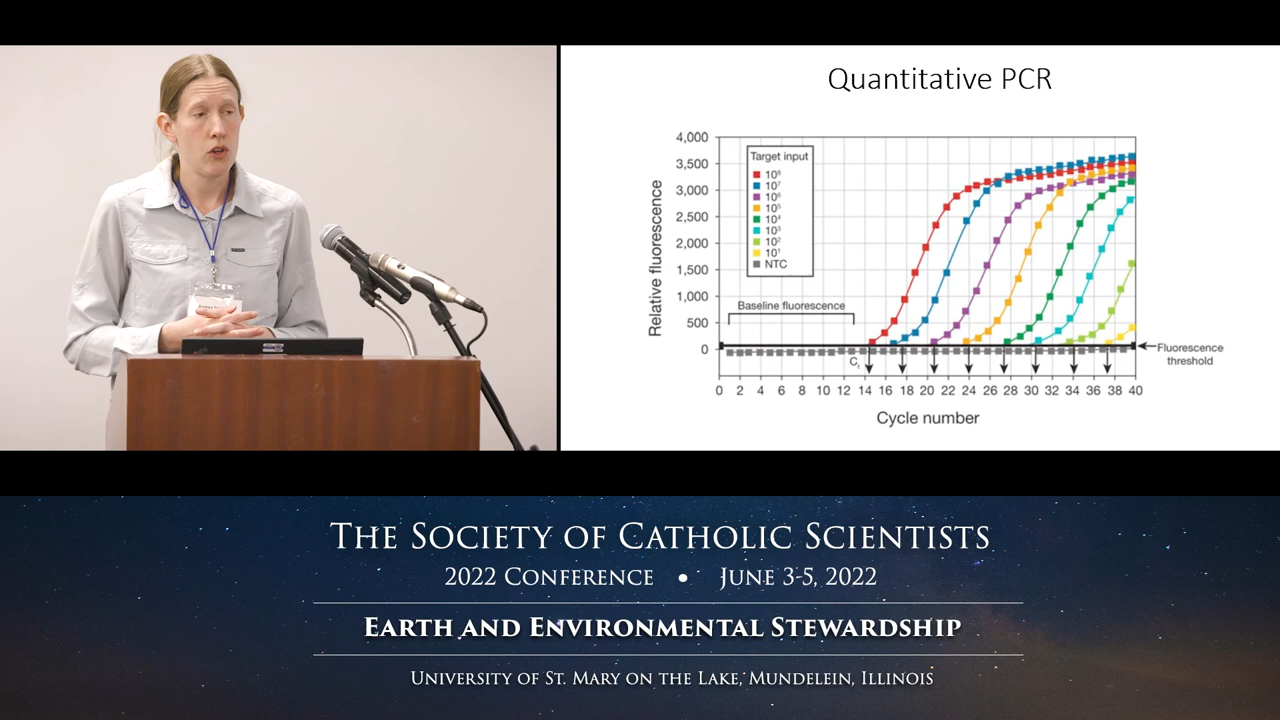 Quantitative PCR
4,000
3,500
3,000
2,500
2,000
1,500
1,000
500
0
Relative fluorescence
Target input
10⁸
10⁷
10⁶
10⁵
10⁴
10³
10²
10¹
NTC
Baseline fluorescence
Cₜ
Fluorescence
threshold
0 2 4 6 8 10 12 14 16 18 20 22 24 26 28 30 32 34 36 38 40
Cycle number
The Society of Catholic Scientists
2022 Conference • June 3-5, 2022
Earth and Environmental Stewardship
University of St. Mary on the Lake, Mundelein, Illinois